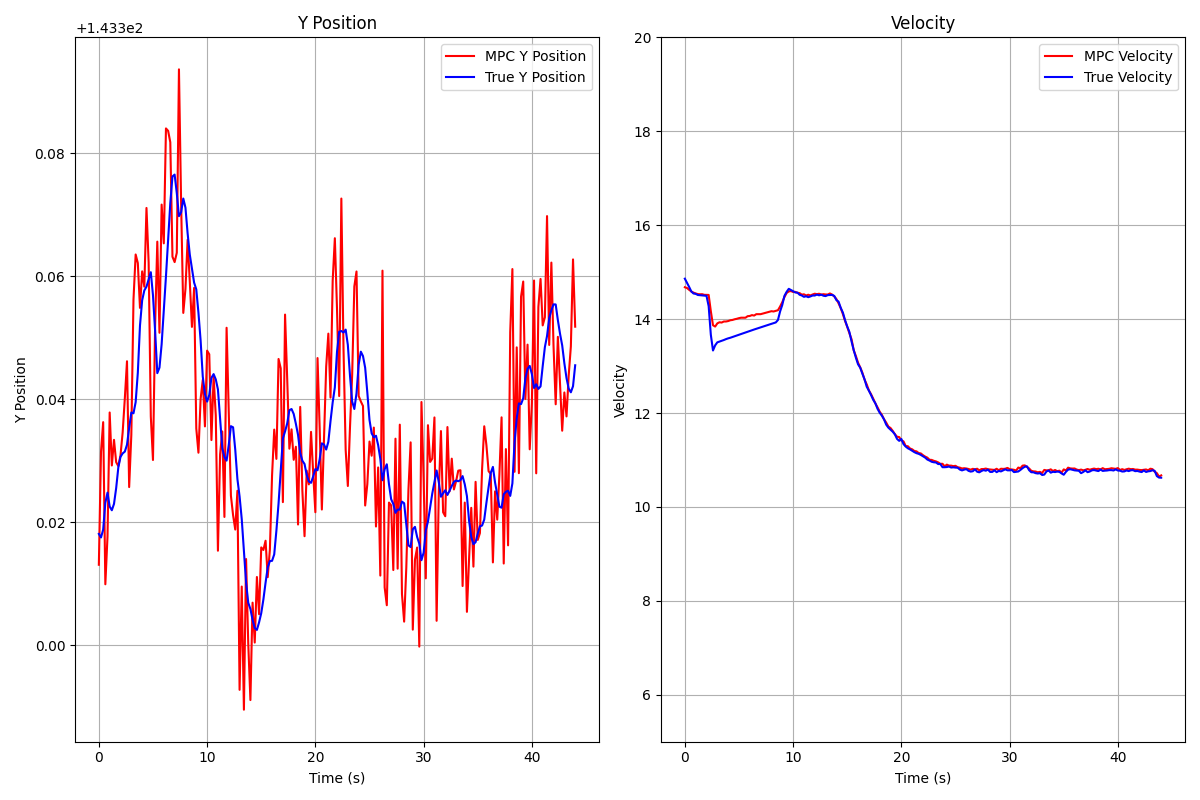 Y Position
+1.433e2
MPC Y Position
True Y Position
0.08
0.06
0.04
0.02
0.00
Y Position
0
10
20
30
40
Time (s)
Velocity
MPC Velocity
True Velocity
20
18
16
14
12
10
8
6
Velocity
0
10
20
30
40
Time (s)